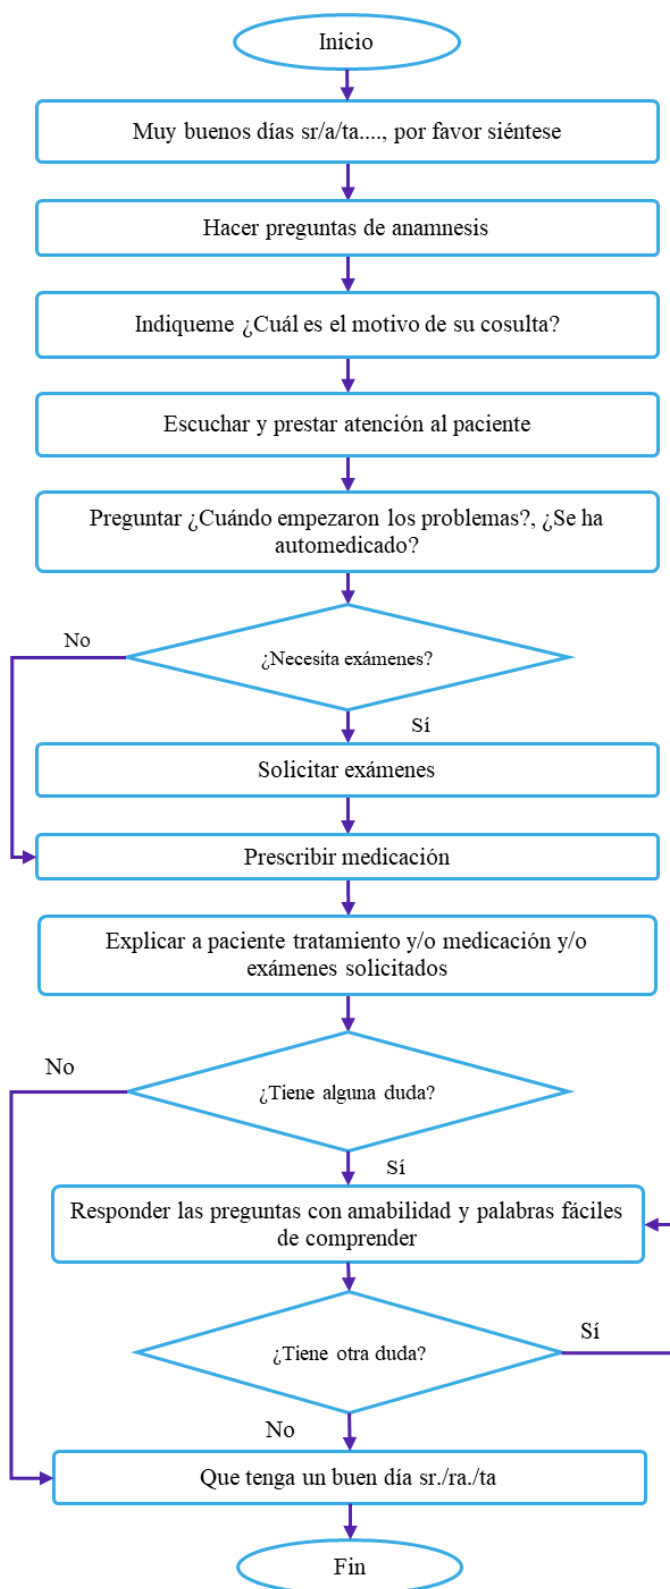 Inicio
Muy buenos días sr/a/ta...., por favor siéntese
Hacer preguntas de anamnesis
Indiqueme ¿Cuál es el motivo de su cosulta?
Escuchar y prestar atención al paciente
Preguntar ¿Cuándo empezaron los problemas?, ¿Se ha
automedicado?
No
¿Necesita exámenes?
Sí
Solicitar exámenes
Prescribir medicación
Explicar a paciente tratamiento y/o medicación y/o
exámenes solicitados
No
¿Tiene alguna duda?
Sí
Responder las preguntas con amabilidad y palabras fáciles
de comprender
Sí
¿Tiene otra duda?
No
Que tenga un buen día sr./ra./ta
Fin